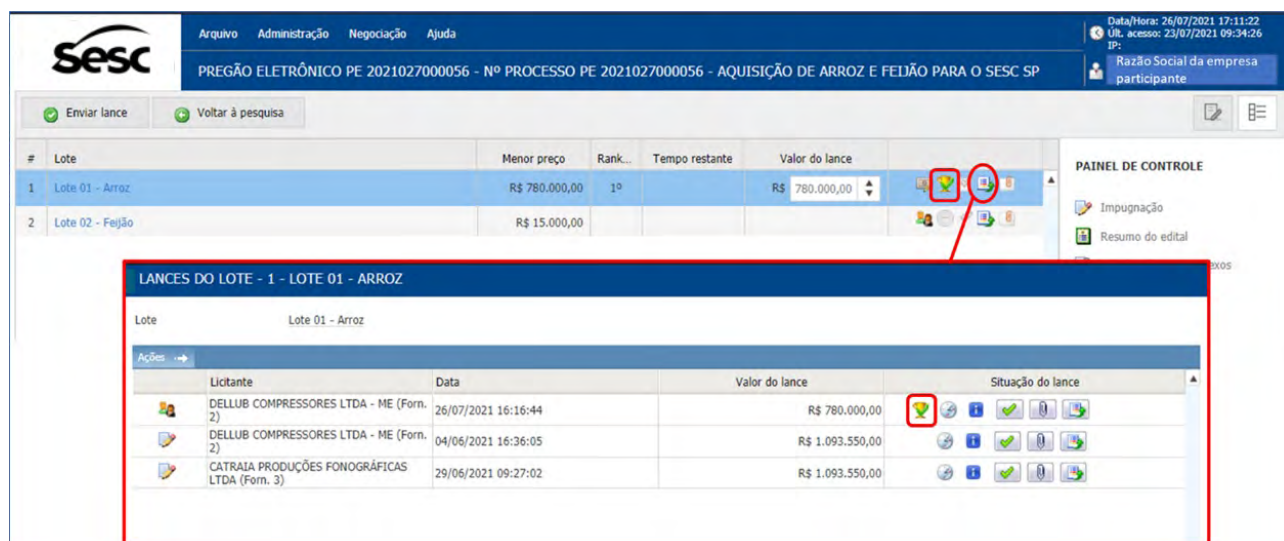 Sesc
Arquivo Administração Negociação Ajuda
Data/Hora: 26/07/2021 17:11:22
Últ. acesso: 23/07/2021 09:34:26
IP:
PREGÃO ELETRÔNICO PE 2021027000056 - Nº PROCESSO PE 2021027000056 - AQUISIÇÃO DE ARROZ E FEIJÃO PARA O SESC SP
Razão Social da empresa
participante
Enviar lance Voltar à pesquisa
# Lote Menor preço Rank... Tempo restante Valor do lance
PAINEL DE CONTROLE
1 Lote 01 - Arroz R$ 780.000,00 1º R$ 780.000,00
Impugnação
2 Lote 02 - Feijão R$ 15.000,00
Resumo do edital
exos
LANCES DO LOTE - 1 - LOTE 01 - ARROZ
Lote Lote 01 - Arroz
Ações
Licitante Data Valor do lance Situação do lance
DELLUB COMPRESSORES LTDA - ME (Forn.
2) 26/07/2021 16:16:44 R$ 780.000,00
DELLUB COMPRESSORES LTDA - ME (Forn.
2) 04/06/2021 16:36:05 R$ 1.093.550,00
CATRAIA PRODUÇÕES FONOGRÁFICAS
LTDA (Forn. 3) 29/06/2021 09:27:02 R$ 1.093.550,00